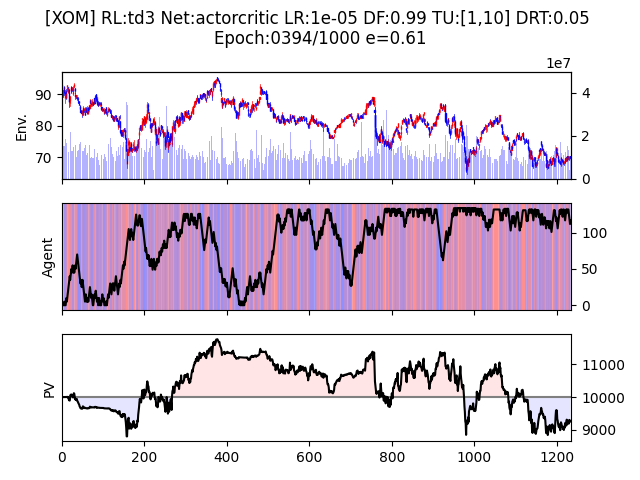 [XOM] RL:td3 Net:actorcritic LR:1e-05 DF:0.99 TU:[1,10] DRT:0.05
Epoch:0394/1000 e=0.61
1e7
Env.
90
80
70
4
2
0
Agent
100
50
0
PV
11000
10000
9000
0 200 400 600 800 1000 1200